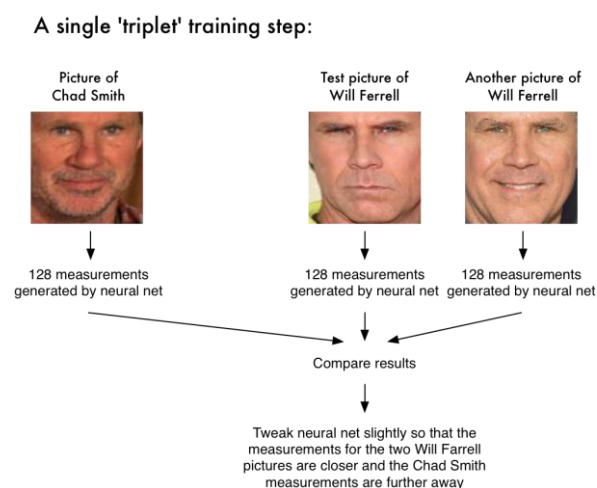 A single 'triplet' training step:
Picture of
Chad Smith
Test picture of
Will Ferrell
Another picture of
Will Ferrell
128 measurements
generated by neural net
128 measurements
generated by neural net
128 measurements
generated by neural net
Compare results
Tweak neural net slightly so that the
measurements for the two Will Farrell
pictures are closer and the Chad Smith
measurements are further away